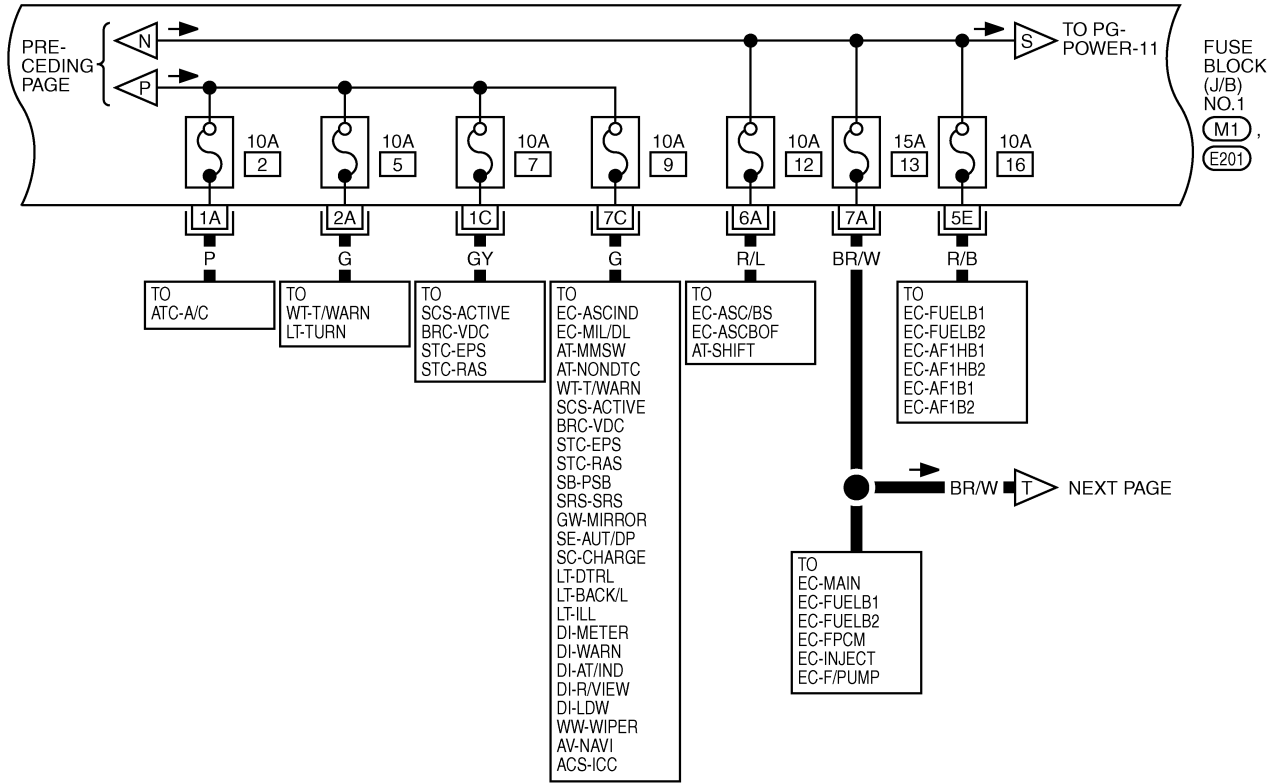 PRE-
CEDING
PAGE
N
P
S
TO PG-
POWER-11
FUSE
BLOCK
(J/B)
NO.1
M1 ,
E201
10A
2
10A
5
10A
7
10A
9
10A
12
15A
13
10A
16
1A
2A
1C
7C
6A
7A
5E
P
G
GY
G
R/L
BR/W
R/B
TO
ATC-A/C
TO
WT-T/WARN
LT-TURN
TO
SCS-ACTIVE
BRC-VDC
STC-EPS
STC-RAS
TO
EC-ASCIND
EC-MIL/DL
AT-MMSW
AT-NONDTC
WT-T/WARN
SCS-ACTIVE
BRC-VDC
STC-EPS
STC-RAS
SB-PSB
SRS-SRS
GW-MIRROR
SE-AUT/DP
SC-CHARGE
LT-DTRL
LT-BACK/L
LT-ILL
DI-METER
DI-WARN
DI-AT/IND
DI-R/VIEW
DI-LDW
WW-WIPER
AV-NAVI
ACS-ICC
TO
EC-ASC/BS
EC-ASCBOF
AT-SHIFT
TO
EC-FUELB1
EC-FUELB2
EC-AF1HB1
EC-AF1HB2
EC-AF1B1
EC-AF1B2
BR/W
T
NEXT PAGE
TO
EC-MAIN
EC-FUELB1
EC-FUELB2
EC-FPCM
EC-INJECT
EC-F/PUMP